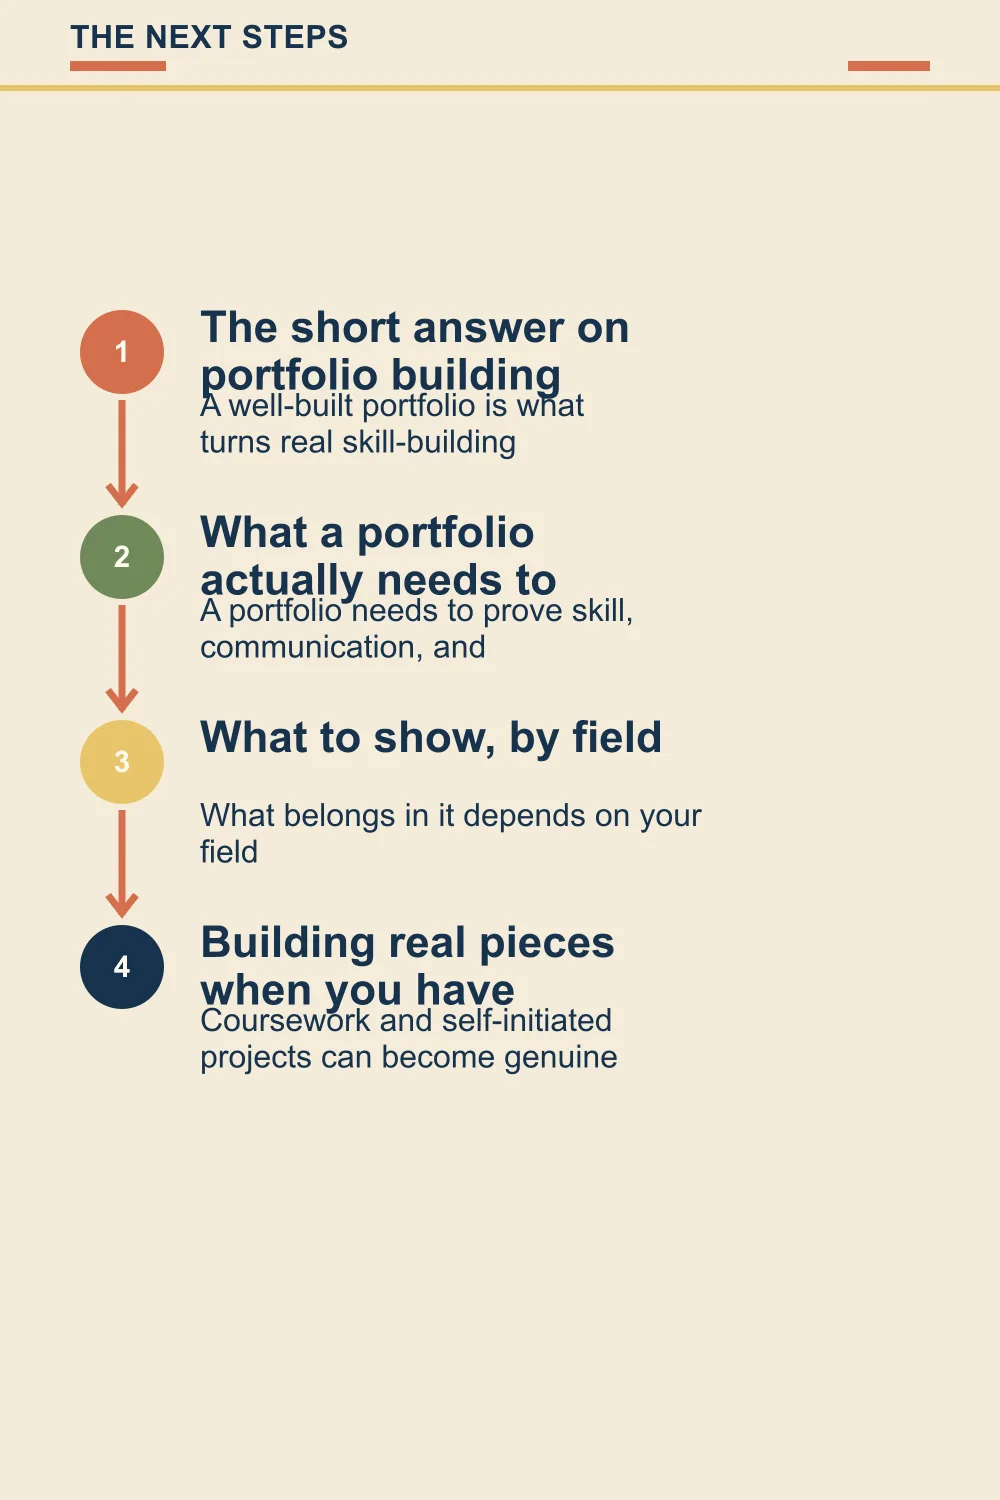 THE NEXT STEPS
1
The short answer on
portfolio building
A well-built portfolio is what
turns real skill-building
2
What a portfolio
actually needs to
A portfolio needs to prove skill,
communication, and
3
What to show, by field
What belongs in it depends on your
field
4
Building real pieces
when you have
Coursework and self-initiated
projects can become genuine